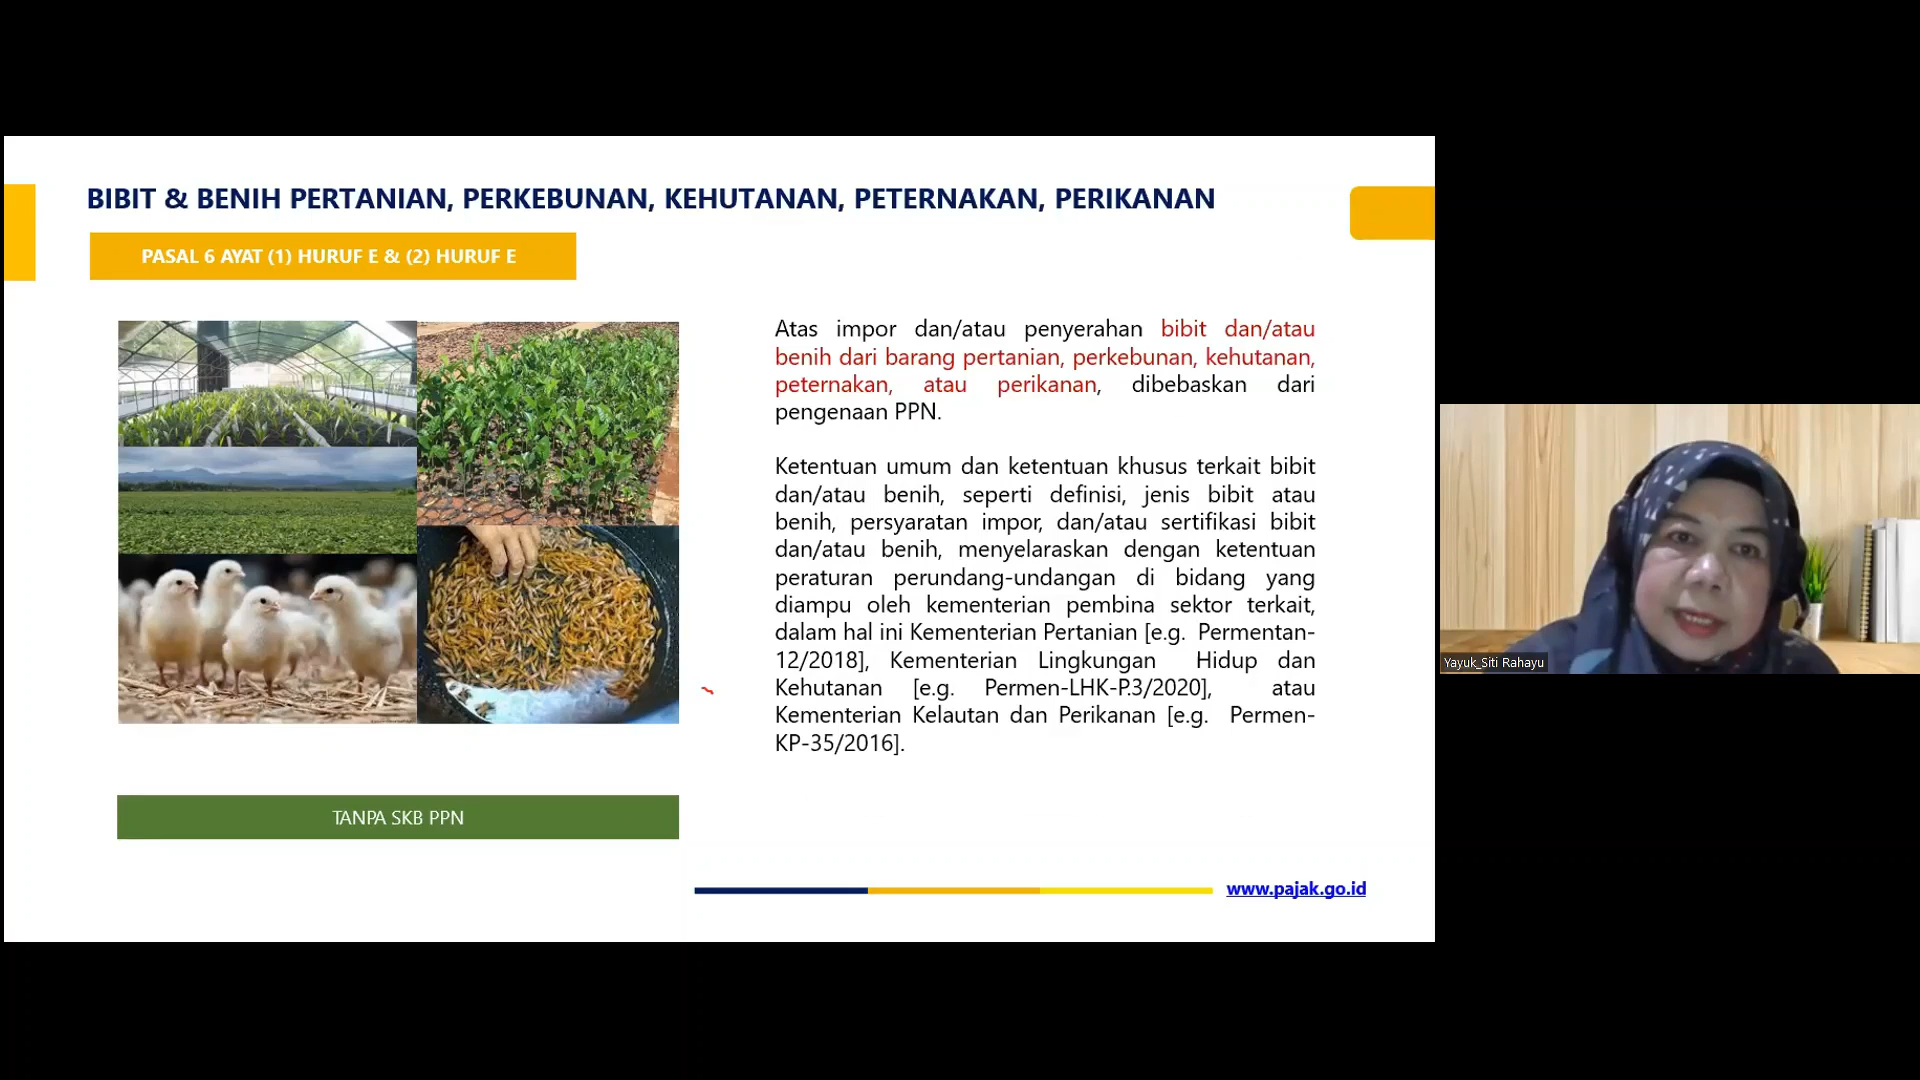 BIBIT & BENIH PERTANIAN, PERKEBUNAN, KEHUTANAN, PETERNAKAN, PERIKANAN
PASAL 6 AYAT (1) HURUF E & (2) HURUF E
Atas impor dan/atau penyerahan bibit dan/atau
benih dari barang pertanian, perkebunan, kehutanan,
peternakan, atau perikanan, dibebaskan dari
pengenaan PPN.
Ketentuan umum dan ketentuan khusus terkait bibit
dan/atau benih, seperti definisi, jenis bibit atau
benih, persyaratan impor, dan/atau sertifikasi bibit
dan/atau benih, menyelaraskan dengan ketentuan
peraturan perundang-undangan di bidang yang
diampu oleh kementerian pembina sektor terkait,
dalam hal ini Kementerian Pertanian [e.g. Permentan-
12/2018], Kementerian Lingkungan Hidup dan
Kehutanan [e.g. Permen-LHK-P.3/2020], atau
Kementerian Kelautan dan Perikanan [e.g. Permen-
KP-35/2016].
TANPA SKB PPN
www.pajak.go.id
Yayuk_Siti Rahayu